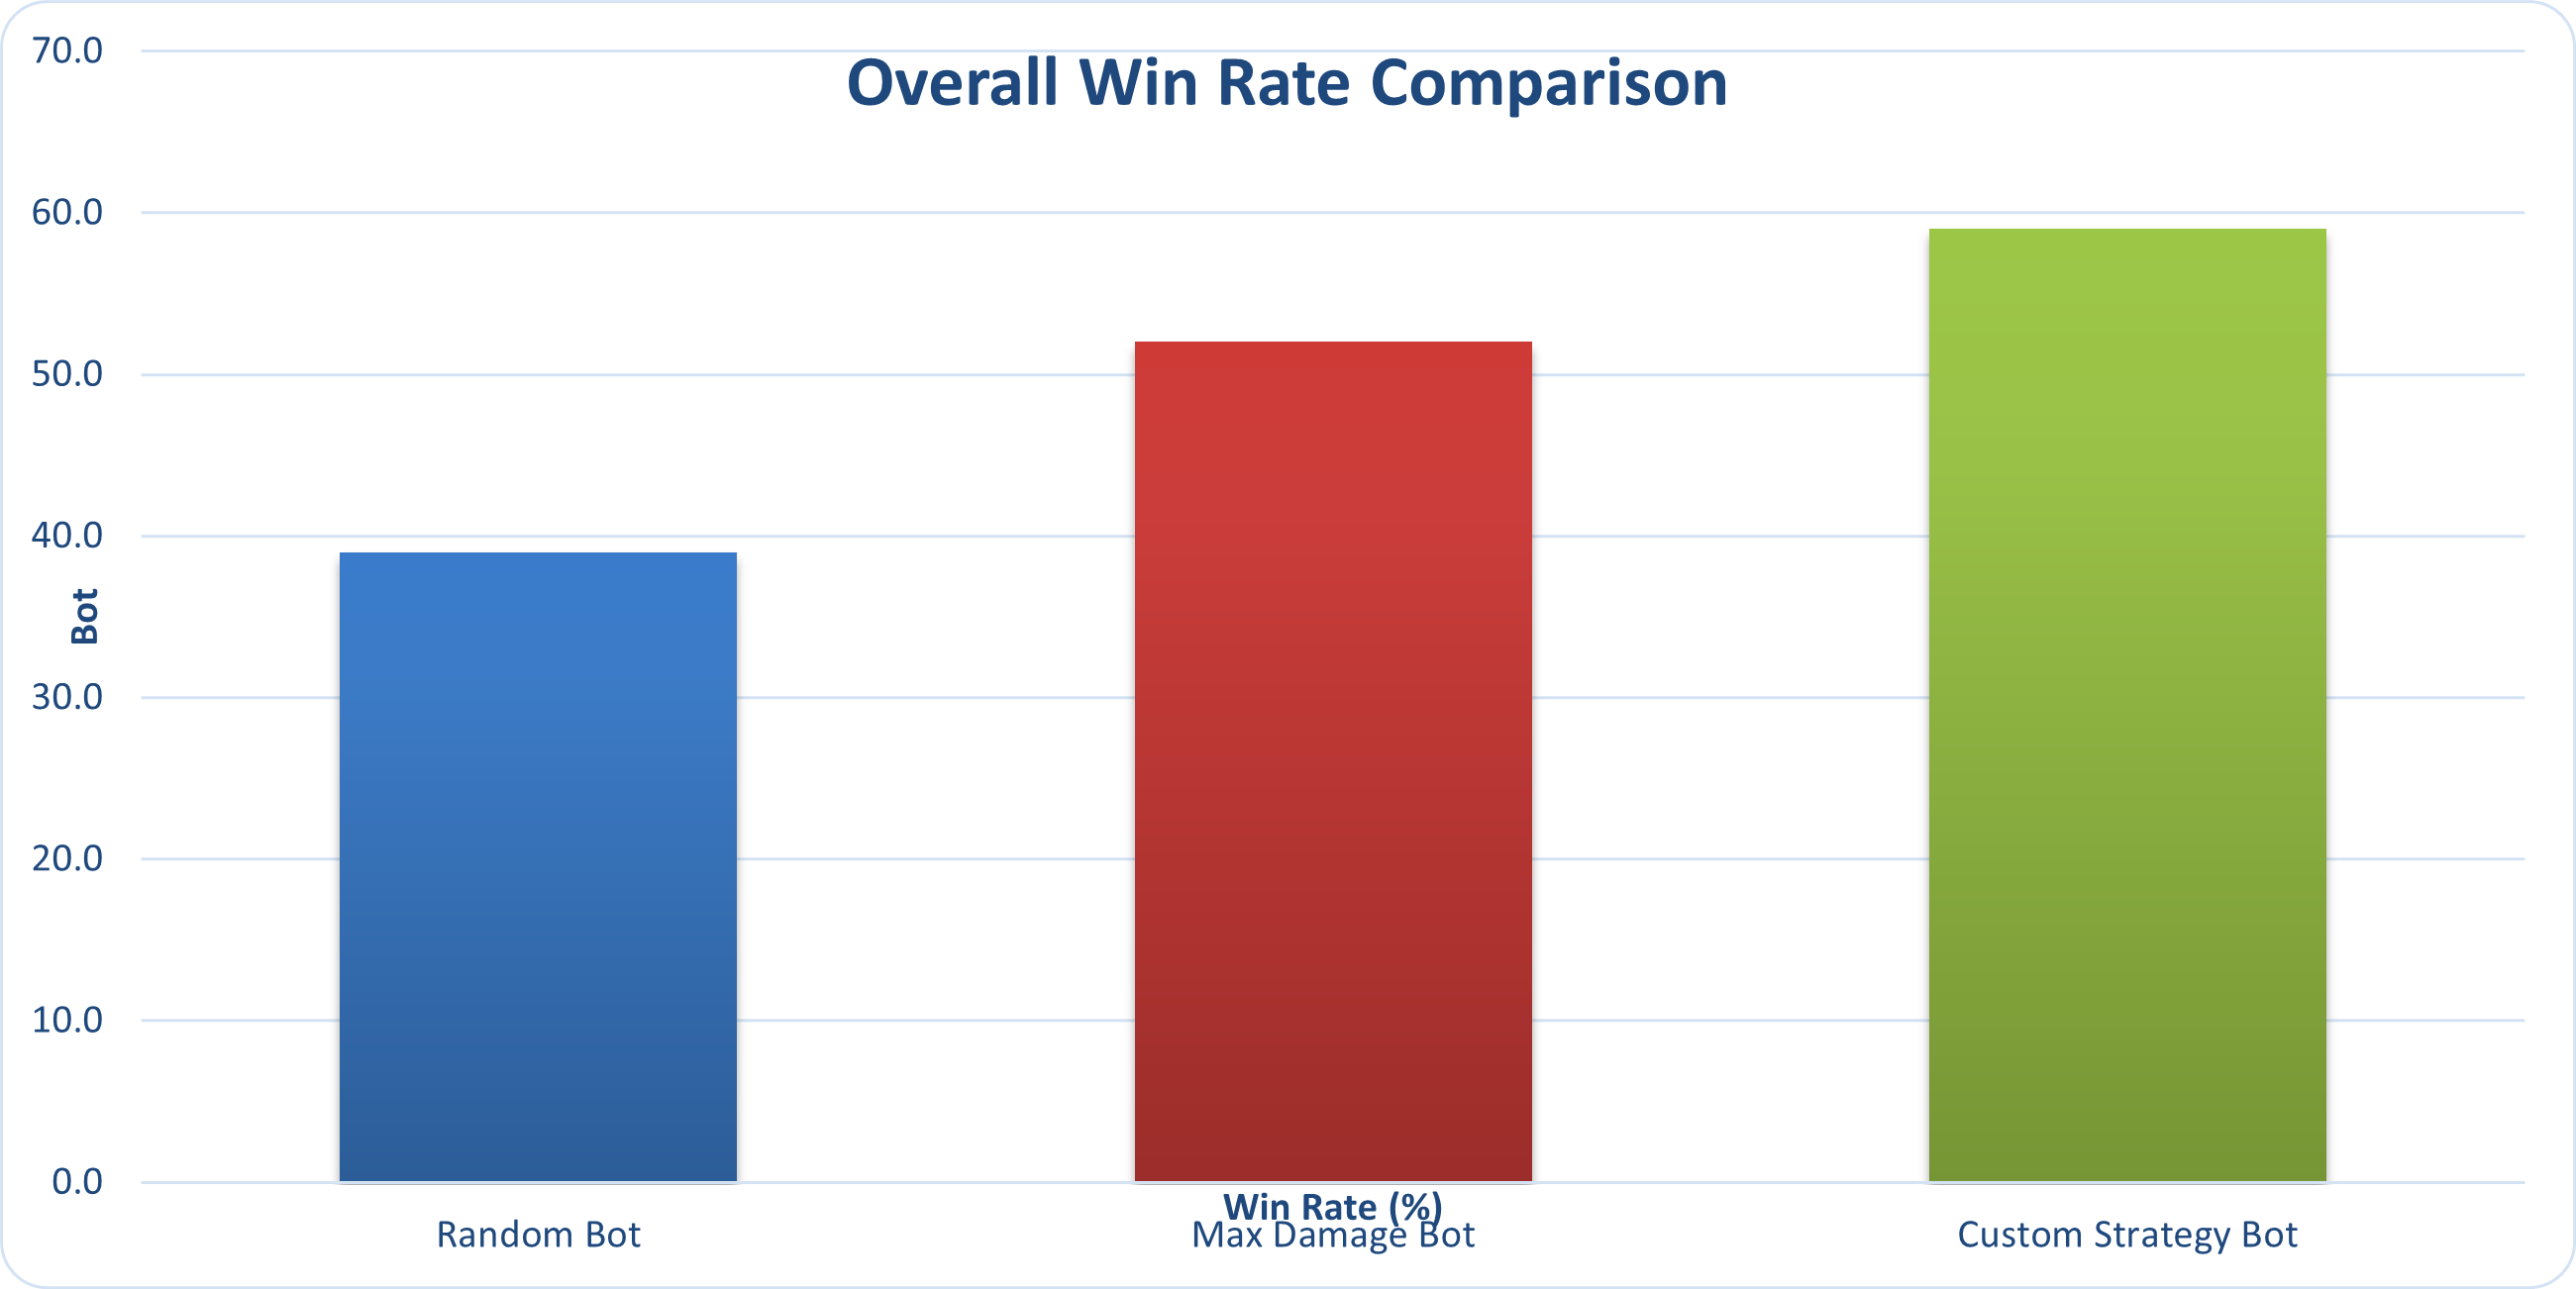 Overall Win Rate Comparison
70.0
60.0
50.0
40.0
30.0
20.0
10.0
0.0
Bot
Win Rate (%)
Random Bot
Max Damage Bot
Custom Strategy Bot